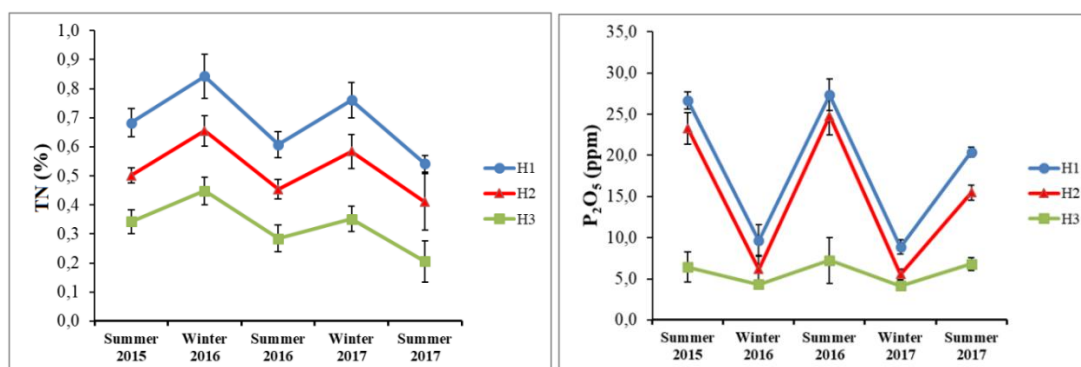 TN (%)
1,0
0,9
0,8
0,7
0,6
0,5
0,4
0,3
0,2
0,1
0,0
Summer 2015
Winter 2016
Summer 2016
Winter 2017
Summer 2017
H1
H2
H3
P₂O₅ (ppm)
35,0
30,0
25,0
20,0
15,0
10,0
5,0
0,0
Summer 2015
Winter 2016
Summer 2016
Winter 2017
Summer 2017
H1
H2
H3